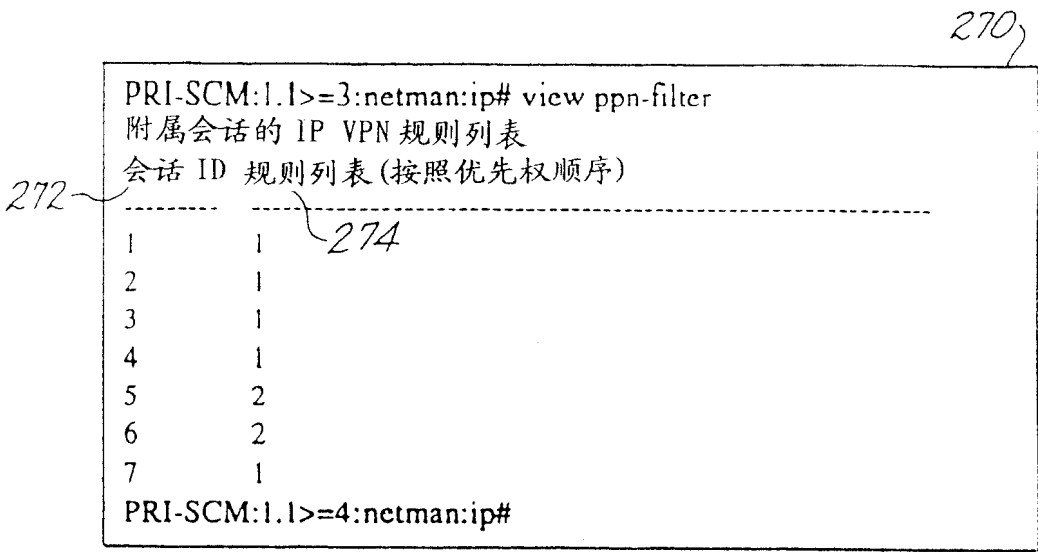 270
PRI-SCM:1.1>=3:netman:ip# view ppn-filter
附属会话的 IP VPN 规则列表
会话 ID 规则列表(按照优先权顺序)
272
--------- ------------------------------------------------------------------
274
1 1
2 1
3 1
4 1
5 2
6 2
7 1
PRI-SCM:1.1>=4:netman:ip#